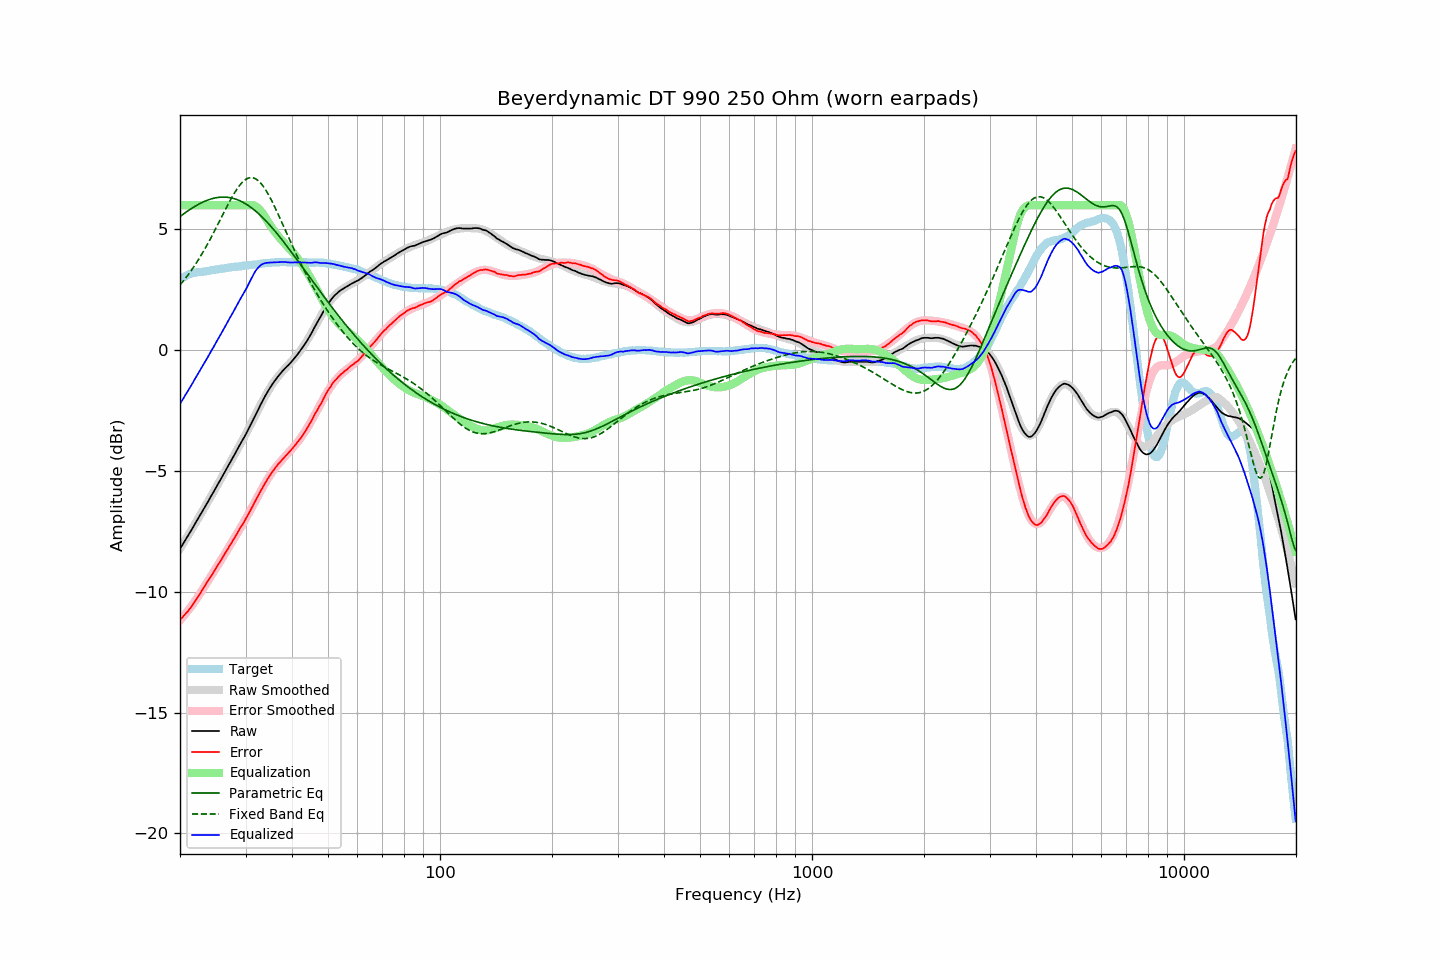 Beyerdynamic DT 990 250 Ohm (worn earpads)
Amplitude (dBr)
5
0
−5
−10
−15
−20
Target
Raw Smoothed
Error Smoothed
Raw
Error
Equalization
Parametric Eq
Fixed Band Eq
Equalized
100
1000
10000
Frequency (Hz)